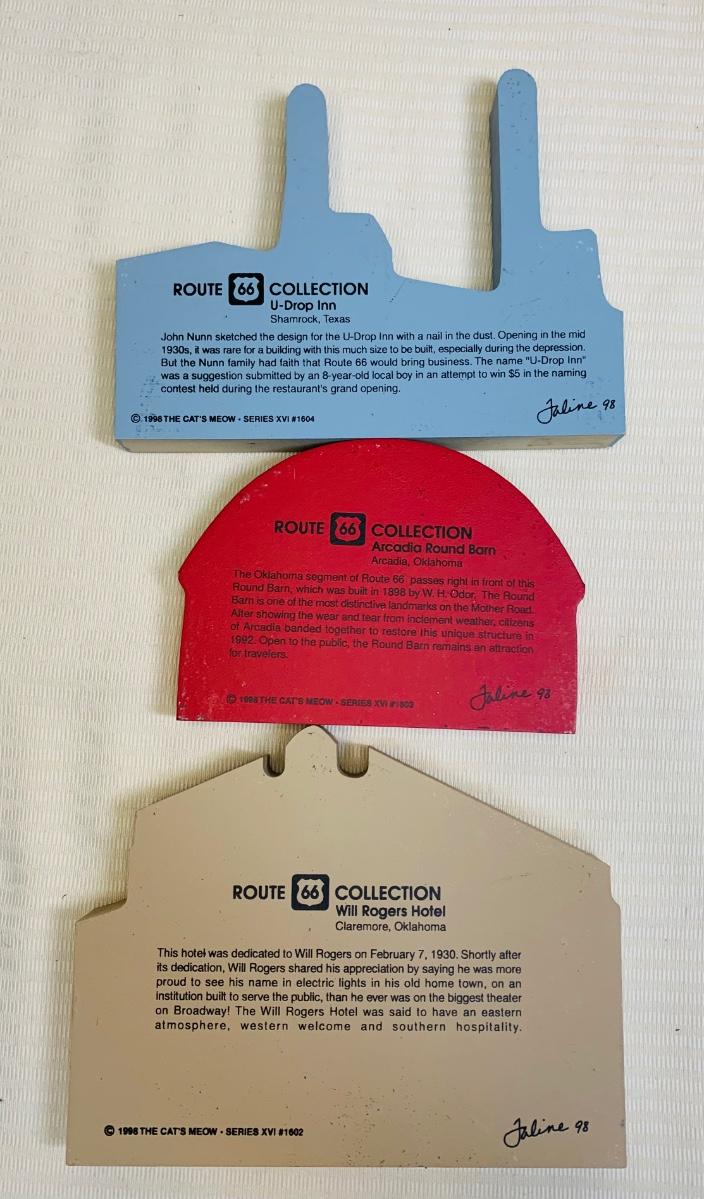 ROUTE 66 COLLECTION
U-Drop Inn
Shamrock, Texas
John Nunn sketched the design for the U-Drop Inn with a nail in the dust. Opening in the mid
1930s, it was rare for a building with this much size to be built, especially during the depression.
But the Nunn family had faith that Route 66 would bring business. The name "U-Drop Inn"
was a suggestion submitted by an 8-year-old local boy in an attempt to win $5 in the naming
contest held during the restaurant's grand opening.
© 1998 THE CAT'S MEOW • SERIES XVI #1604
Faline 98
ROUTE 66 COLLECTION
Arcadia Round Barn
Arcadia, Oklahoma
The Oklahoma segment of Route 66 passes right in front of this
Round Barn, which was built in 1898 by W. H. Odor. The Round
Barn is one of the most distinctive landmarks on the Mother Road.
After showing the wear and tear from inclement weather, citizens
of Arcadia banded together to restore this unique structure in
1992. Open to the public, the Round Barn remains an attraction
for travelers.
© 1998 THE CAT'S MEOW • SERIES XVI #1603
Faline 98
ROUTE 66 COLLECTION
Will Rogers Hotel
Claremore, Oklahoma
This hotel was dedicated to Will Rogers on February 7, 1930. Shortly after
its dedication, Will Rogers shared his appreciation by saying he was more
proud to see his name in electric lights in his old home town, on an
institution built to serve the public, than he ever was on the biggest theater
on Broadway! The Will Rogers Hotel was said to have an eastern
atmosphere, western welcome and southern hospitality.
© 1998 THE CAT'S MEOW • SERIES XVI #1602
Faline 98